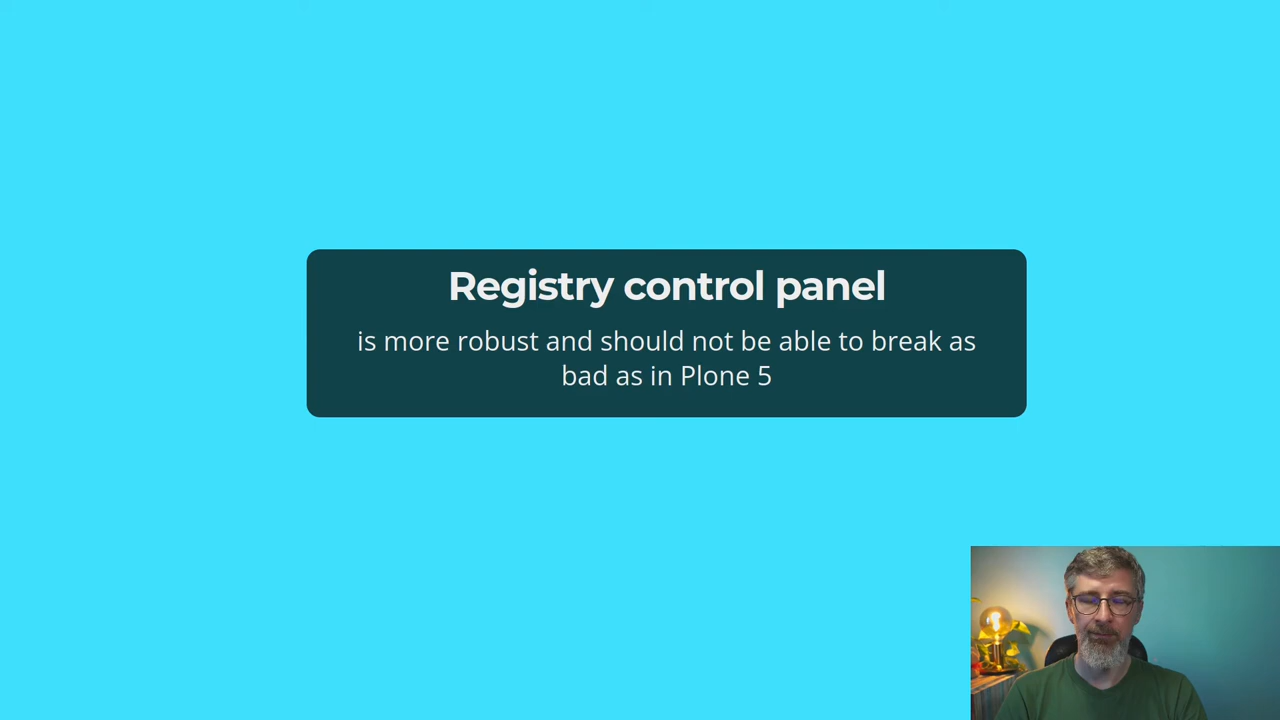 Registry control panel
is more robust and should not be able to break as
bad as in Plone 5